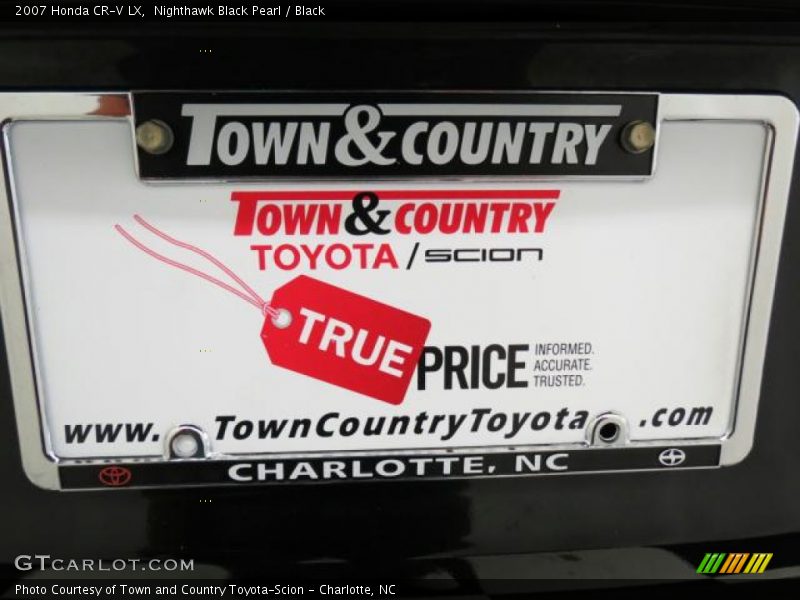 2007 Honda CR-V LX,  Nighthawk Black Pearl / Black
TOWN & COUNTRY
TOWN & COUNTRY
TOYOTA / SCION
TRUE PRICE
INFORMED.
ACCURATE.
TRUSTED.
www.TownCountryToyota.com
CHARLOTTE, NC
GTCARLOT.COM
Photo Courtesy of Town and Country Toyota-Scion - Charlotte, NC